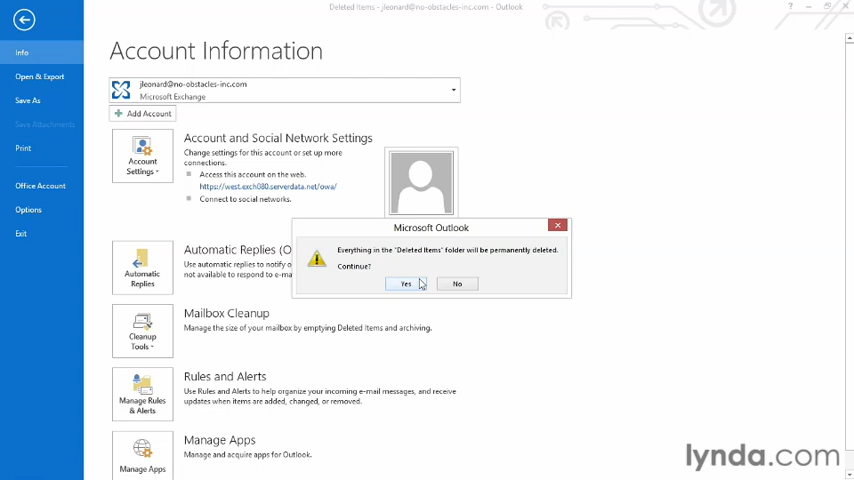 Deleted Items - jleonard@no-obstacles-inc.com - Outlook
Info
Open & Export
Save As
Save Attachments
Print
Office Account
Options
Exit
Account Information
jleonard@no-obstacles-inc.com
Microsoft Exchange
Add Account
Account
Settings
Account and Social Network Settings
Change settings for this account or set up more
connections.
Access this account on the web.
https://west.exch080.serverdata.net/owa/
Connect to social networks.
Microsoft Outlook
Everything in the "Deleted Items" folder will be permanently deleted.
Continue?
Yes
No
Automatic
Replies
Automatic Replies (O
Use automatic replies to notify o
not available to respond to e-ma
Cleanup
Tools
Mailbox Cleanup
Manage the size of your mailbox by emptying Deleted Items and archiving.
Manage Rules
& Alerts
Rules and Alerts
Use Rules and Alerts to help organize your incoming e-mail messages, and receive
updates when items are added, changed, or removed.
Manage Apps
Manage Apps
Manage and acquire apps for Outlook.
lynda.com